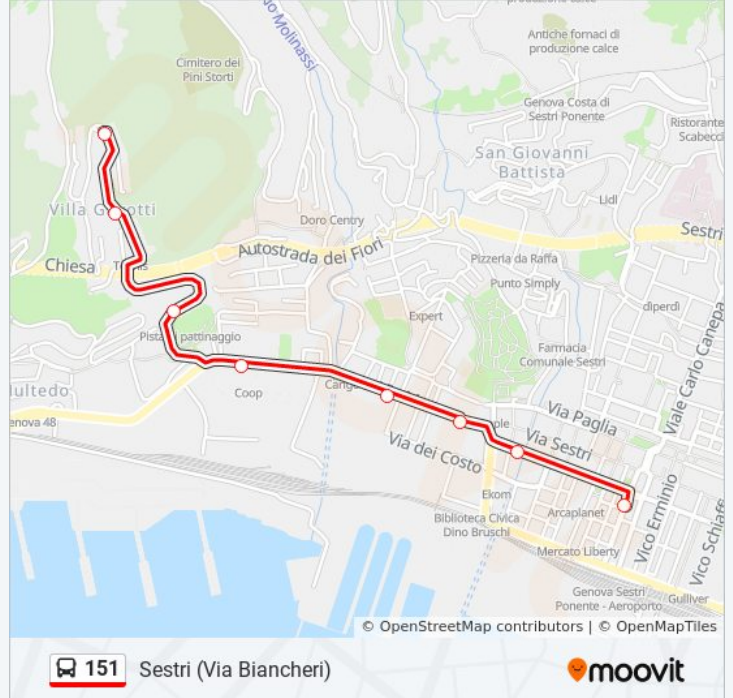 produzione calce
Antiche fornaci di
produzione calce
Cimitero dei
Pini Storti
Molinassi
Genova Costa di
Sestri Ponente
Ristorante
Scabecci
San Giovanni
Battista
Lidl
Villa
Doro Centry
Sestri
Autostrada dei Fiori
Chiesa
Pizzeria da Raffa
Punto Simply
diperdì
Expert
Pista
pattinaggio
Farmacia
Comunale Sestri
Viale Carlo Canepa
Multedo
Coop
enova 48
Via Paglia
Via Sestri
Via dei Costo
Ekom
Arcaplanet
Biblioteca Civica
Dino Bruschi
Vico Erminio
Vico Schiaff
Mercato Liberty
Genova Sestri
Ponente - Aeroporto
Gulliver
© OpenStreetMap contributors | © OpenMapTiles
151 Sestri (Via Biancheri)
moovit